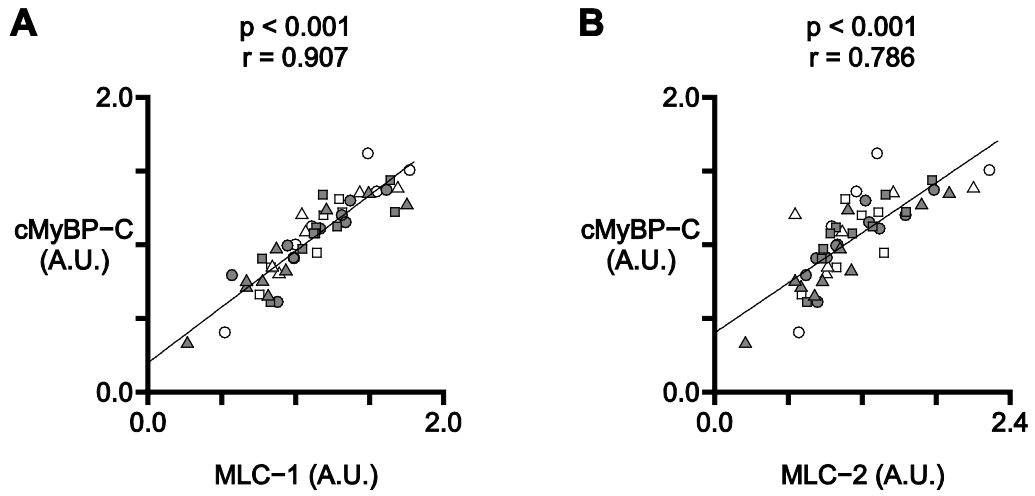 A
p < 0.001
r = 0.907
2.0
cMyBP−C
(A.U.)
0.0
0.0
2.0
MLC−1 (A.U.)
B
p < 0.001
r = 0.786
2.0
cMyBP−C
(A.U.)
0.0
0.0
2.4
MLC−2 (A.U.)